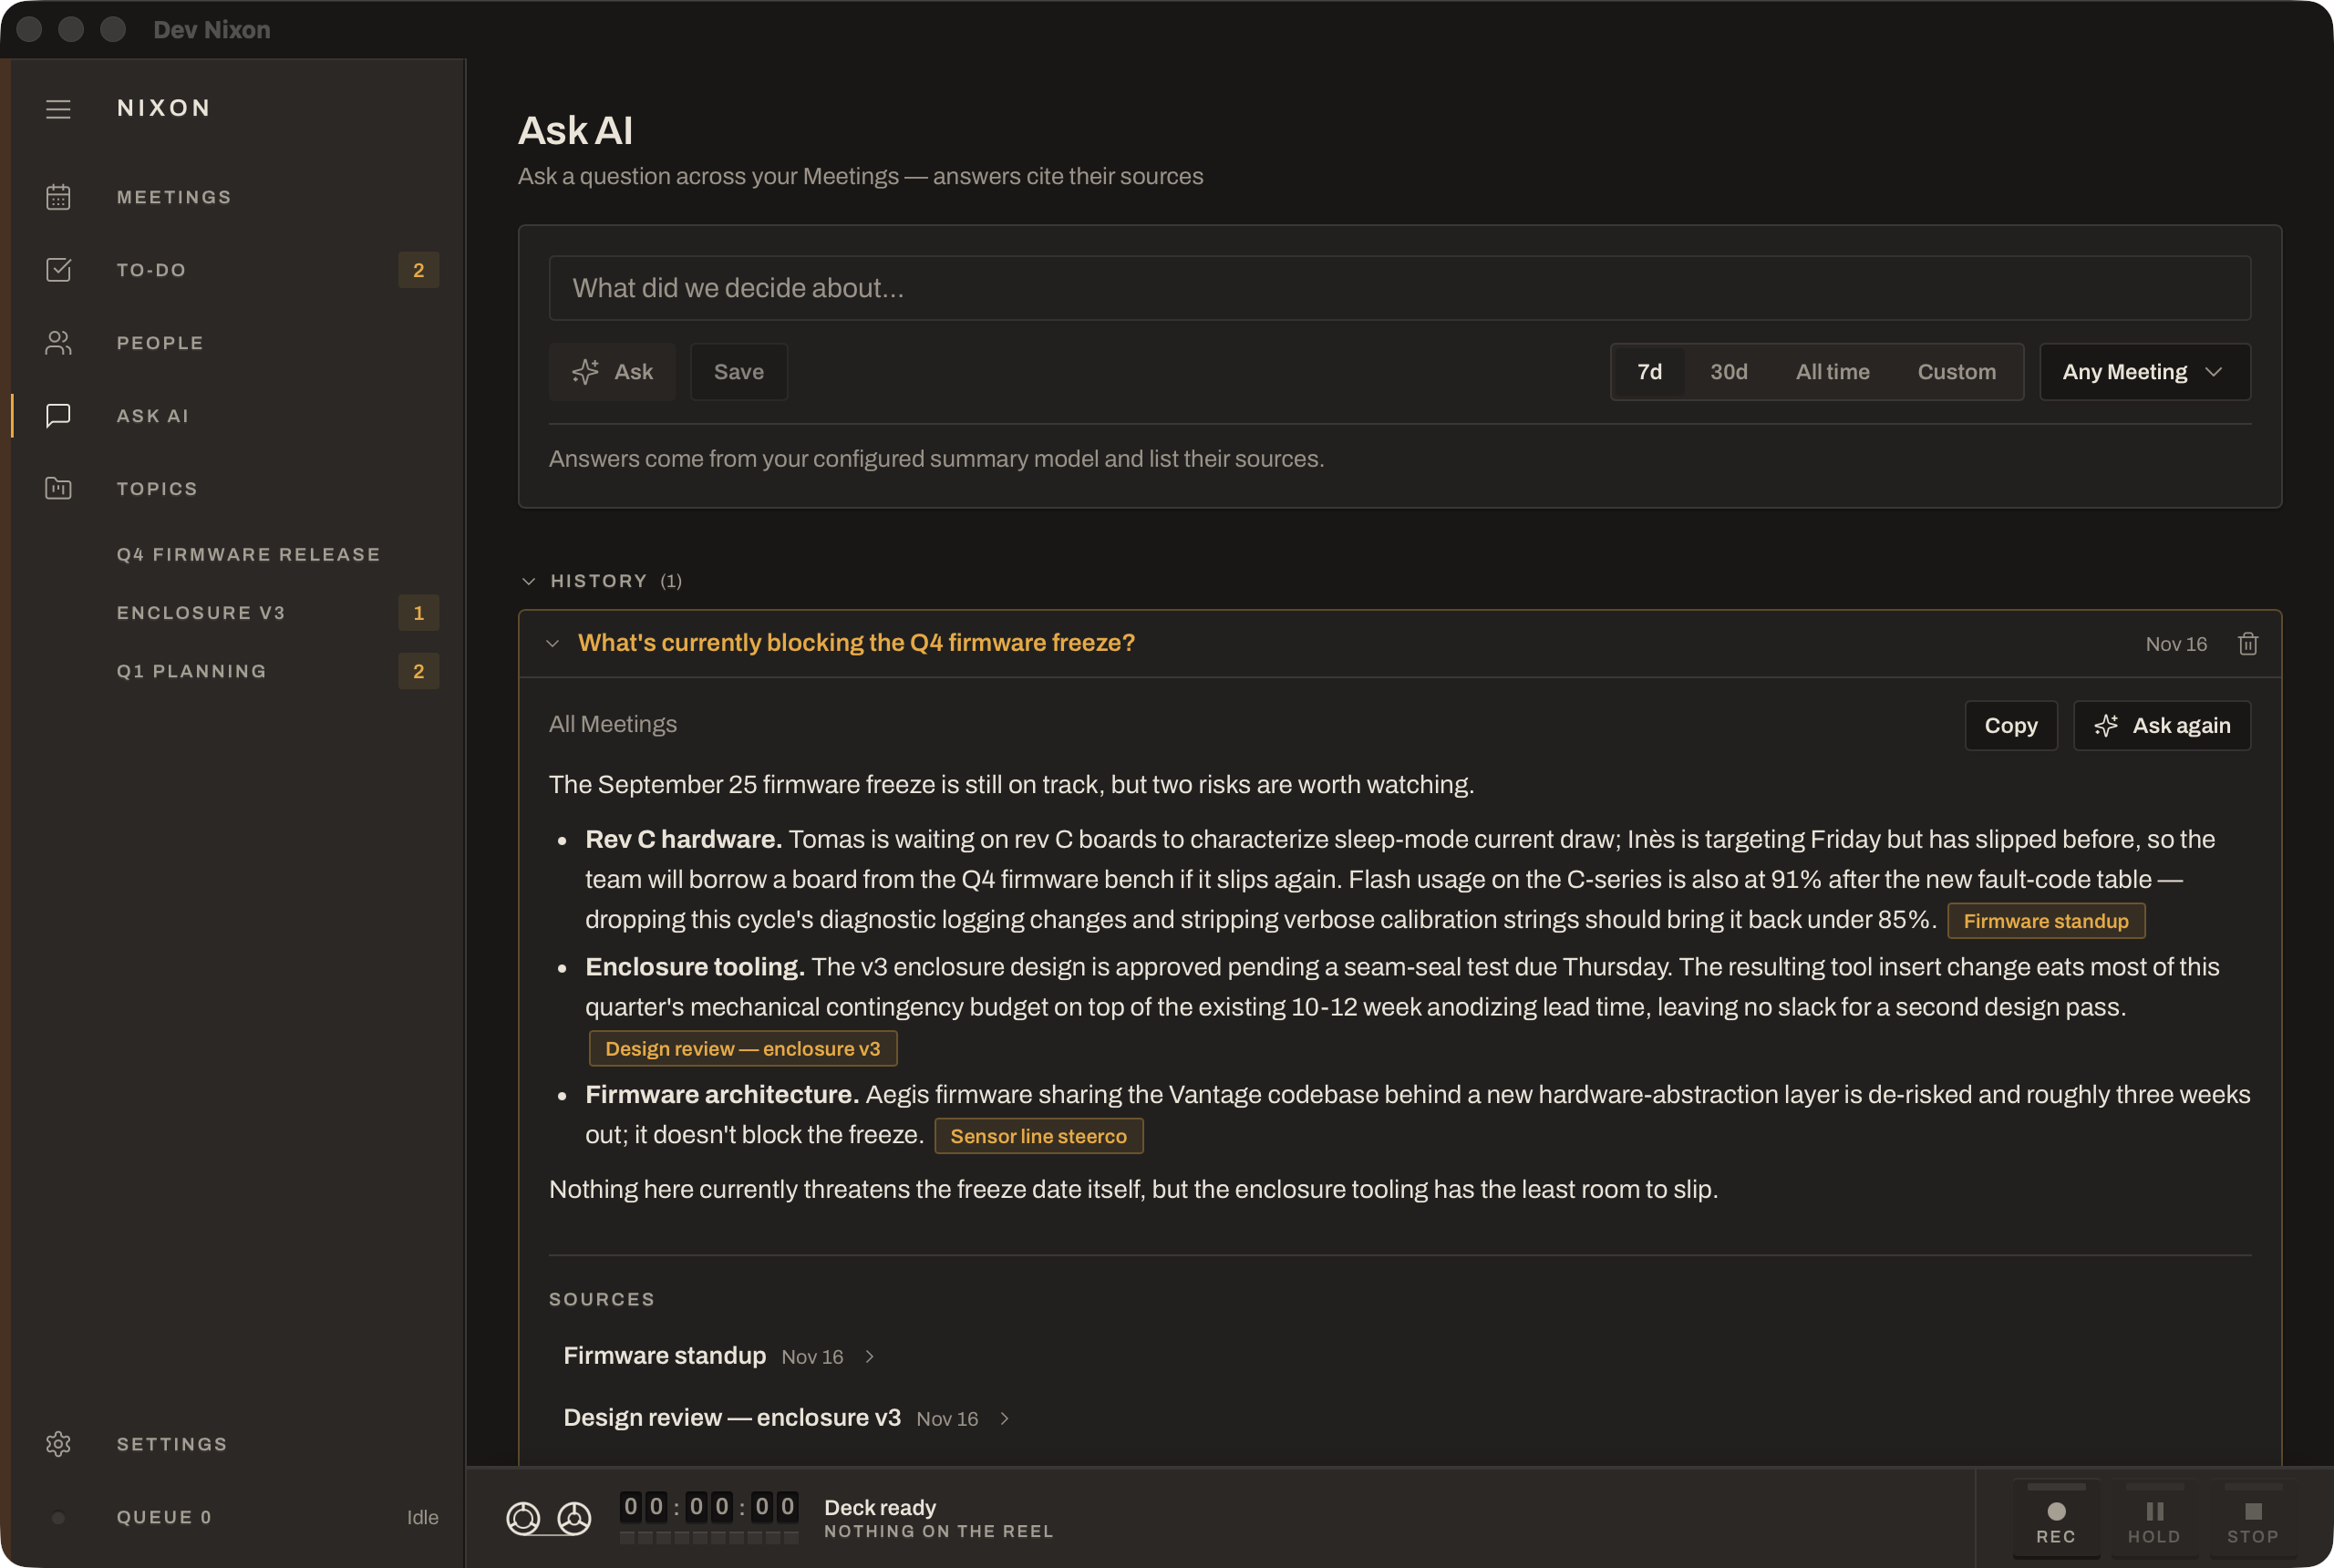 Dev Nixon
NIXON
MEETINGS
TO-DO 2
PEOPLE
ASK AI
TOPICS
Q4 FIRMWARE RELEASE
ENCLOSURE V3 1
Q1 PLANNING 2
SETTINGS
QUEUE 0 Idle
Ask AI
Ask a question across your Meetings — answers cite their sources
What did we decide about...
Ask Save 7d 30d All time Custom Any Meeting
Answers come from your configured summary model and list their sources.
HISTORY (1)
What's currently blocking the Q4 firmware freeze? Nov 16
All Meetings Copy Ask again
The September 25 firmware freeze is still on track, but two risks are worth watching.
• Rev C hardware. Tomas is waiting on rev C boards to characterize sleep-mode current draw; Inès is targeting Friday but has slipped before, so the
team will borrow a board from the Q4 firmware bench if it slips again. Flash usage on the C-series is also at 91% after the new fault-code table —
dropping this cycle's diagnostic logging changes and stripping verbose calibration strings should bring it back under 85%. Firmware standup
• Enclosure tooling. The v3 enclosure design is approved pending a seam-seal test due Thursday. The resulting tool insert change eats most of this
quarter's mechanical contingency budget on top of the existing 10-12 week anodizing lead time, leaving no slack for a second design pass.
Design review — enclosure v3
• Firmware architecture. Aegis firmware sharing the Vantage codebase behind a new hardware-abstraction layer is de-risked and roughly three weeks
out; it doesn't block the freeze. Sensor line steerco
Nothing here currently threatens the freeze date itself, but the enclosure tooling has the least room to slip.
SOURCES
Firmware standup Nov 16
Design review — enclosure v3 Nov 16
00:00:00 Deck ready
NOTHING ON THE REEL
REC HOLD STOP